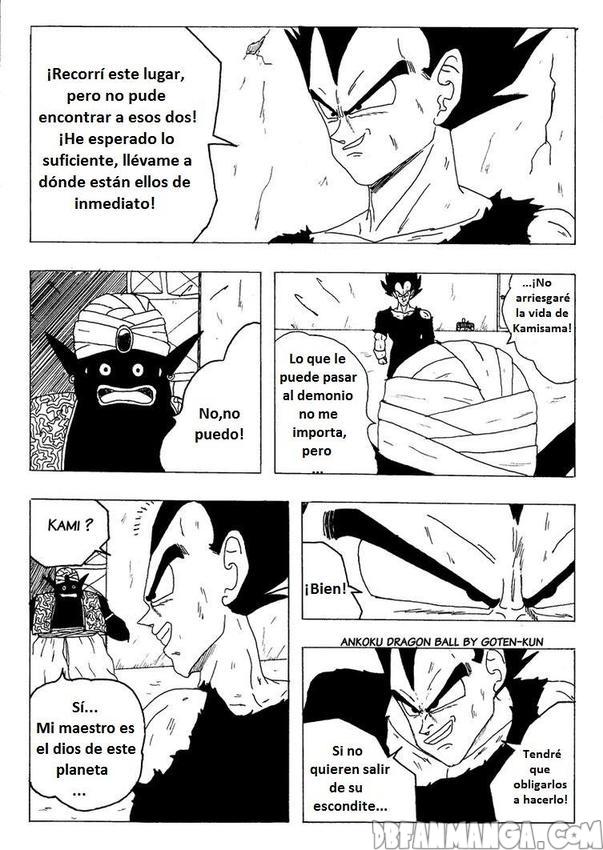 ¡Recorrí este lugar,
pero no pude
encontrar a esos dos!
¡He esperado lo
suficiente, llévame a
dónde están ellos de
inmediato!
No,no
puedo!
Lo que le
puede pasar
al demonio
no me
importa,
pero
...
...¡No
arriesgaré
la vida de
Kamisama!
KAMI ?
Sí...
Mi maestro es
el dios de este
planeta
...
¡Bien!
ANKOKU DRAGON BALL BY GOTEN-KUN
Si no
quieren salir
de su
escondite...
Tendré
que
obligarlos
a hacerlo!
DBFANMANGA.COM